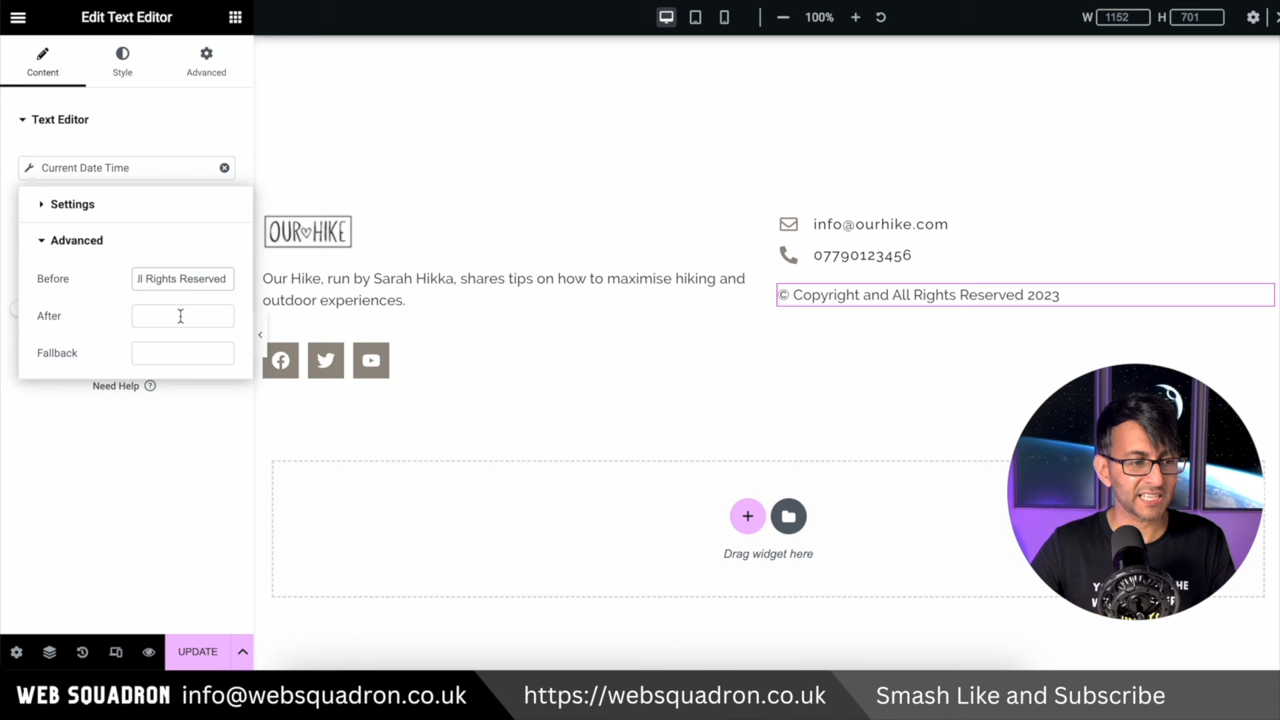 Edit Text Editor
100%
W 1152 H 701
Content Style Advanced
Text Editor
Current Date Time
Settings
Advanced
Before ll Rights Reserved
After
Fallback
Need Help ?
UPDATE
OUR HIKE
Our Hike, run by Sarah Hikka, shares tips on how to maximise hiking and
outdoor experiences.
info@ourhike.com
07790123456
© Copyright and All Rights Reserved 2023
Drag widget here
WEB SQUADRON info@websquadron.co.uk https://websquadron.co.uk Smash Like and Subscribe